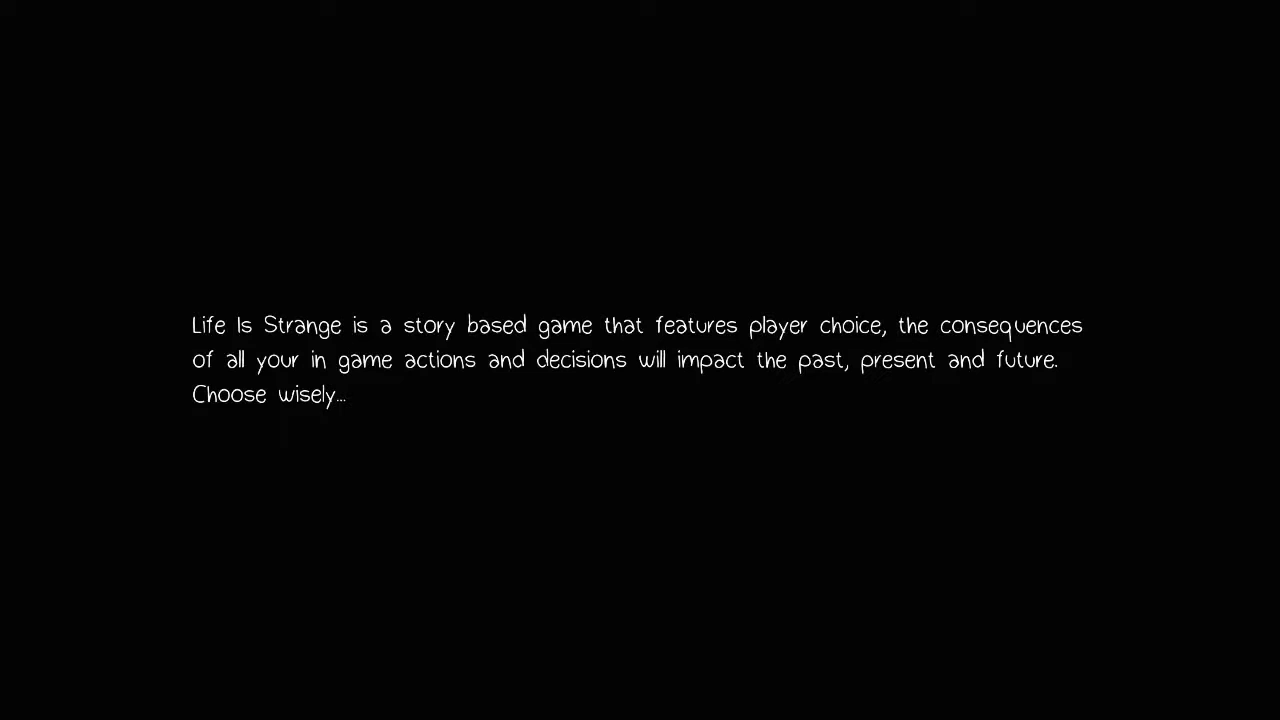 Life Is Strange is a story based game that features player choice, the consequences
of all your in game actions and decisions will impact the past, present and future.
Choose wisely...